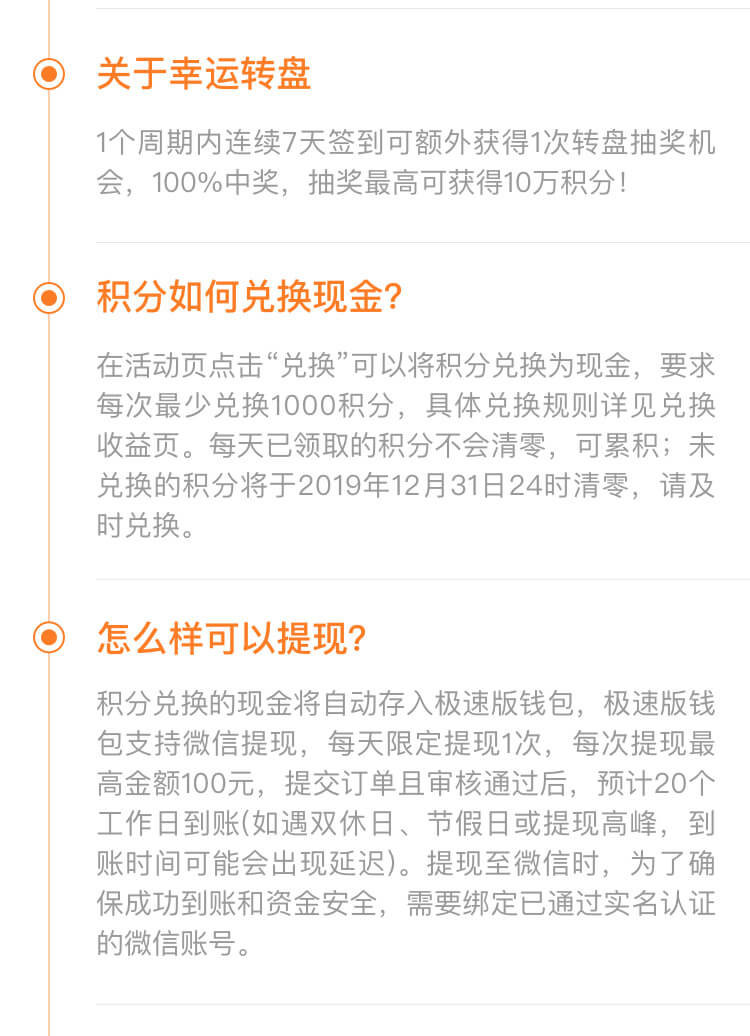 关于幸运转盘
1个周期内连续7天签到可额外获得1次转盘抽奖机
会，100%中奖，抽奖最高可获得10万积分！
积分如何兑换现金?
在活动页点击“兑换”可以将积分兑换为现金，要求
每次最少兑换1000积分，具体兑换规则详见兑换
收益页。每天已领取的积分不会清零，可累积；未
兑换的积分将于2019年12月31日24时清零，请及
时兑换。
怎么样可以提现?
积分兑换的现金将自动存入极速版钱包，极速版钱
包支持微信提现，每天限定提现1次，每次提现最
高金额100元，提交订单且审核通过后，预计20个
工作日到账(如遇双休日、节假日或提现高峰，到
账时间可能会出现延迟)。提现至微信时，为了确
保成功到账和资金安全，需要绑定已通过实名认证
的微信账号。